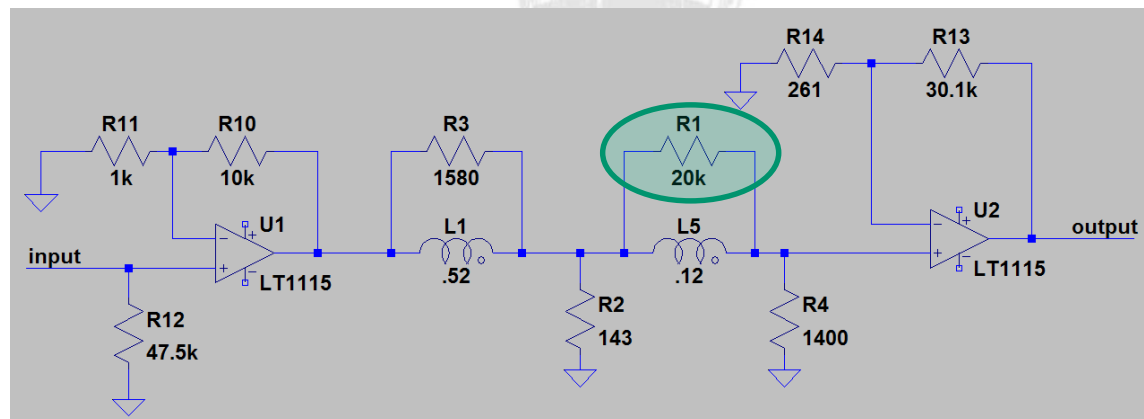 R14
R13
261
30.1k
R11
R10
R3
R1
1k
10k
1580
20k
U1
L1
L5
U2
input
output
LT1115
.52
.12
LT1115
R12
R2
R4
47.5k
143
1400